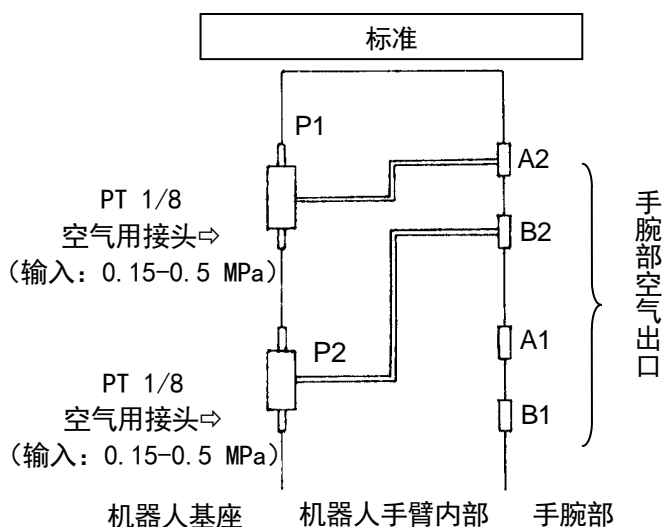 标准
P1
A2
PT 1/8
空气用接头⇨
（输入：0.15-0.5 MPa）
B2
手腕部空气出口
A1
P2
PT 1/8
空气用接头⇨
（输入：0.15-0.5 MPa）
B1
机器人基座 机器人手臂内部 手腕部